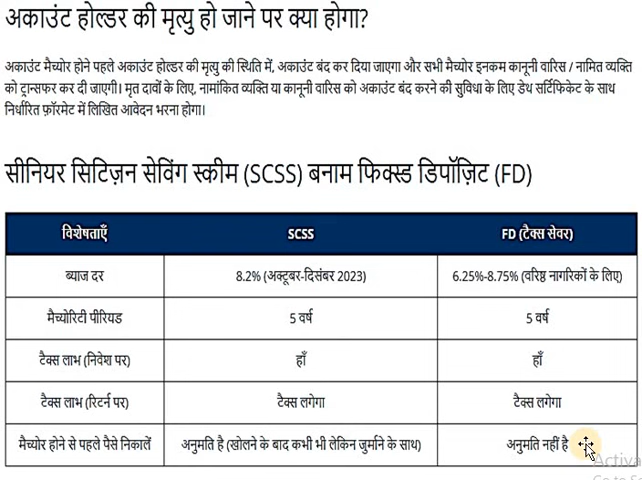 अकाउंट होल्डर की मृत्यु हो जाने पर क्या होगा?
अकाउंट मैच्योर होने पहले अकाउंट होल्डर की मृत्यु की स्थिति में, अकाउंट बंद कर दिया जाएगा और सभी मैच्योर इनकम कानूनी वारिस / नामित व्यक्ति
को ट्रान्सफर कर दी जाएगी। मृत दावों के लिए, नामांकित व्यक्ति या कानूनी वारिस को अकाउंट बंद करने की सुविधा के लिए डेथ सर्टिफिकेट के साथ
निर्धारित फ़ॉरमेट में लिखित आवेदन भरना होगा।
सीनियर सिटिज़न सेविंग स्कीम (SCSS) बनाम फिक्स्ड डिपॉज़िट (FD)
विशेषताएँ SCSS FD (टैक्स सेवर)
ब्याज दर 8.2% (अक्टूबर-दिसंबर 2023) 6.25%-8.75% (वरिष्ठ नागरिकों के लिए)
मैच्योरिटी पीरियड 5 वर्ष 5 वर्ष
टैक्स लाभ (निवेश पर) हाँ हाँ
टैक्स लाभ (रिटर्न पर) टैक्स लगेगा टैक्स लगेगा
मैच्योर होने से पहले पैसे निकालें अनुमति है (खोलने के बाद कभी भी लेकिन जुर्माने के साथ) अनुमति नहीं है
Activa